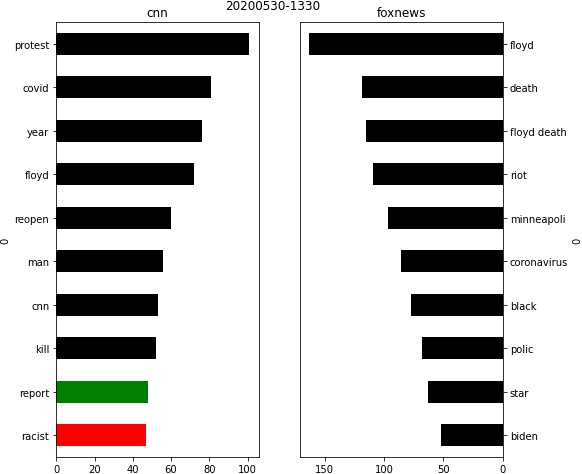 20200530-1330
cnn
foxnews
protest
covid
year
floyd
reopen
man
cnn
kill
report
racist
0
0 20 40 60 80 100
floyd
death
floyd death
riot
minneapoli
coronavirus
black
polic
star
biden
0
150 100 50 0